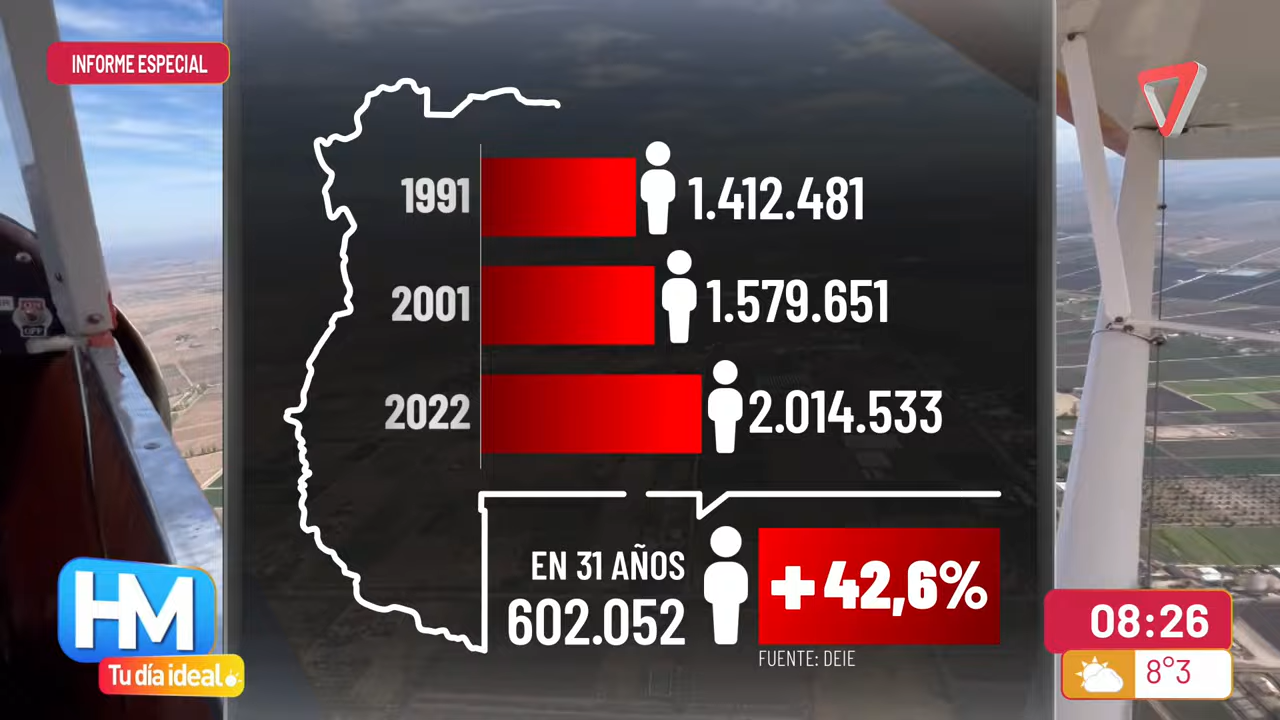 INFORME ESPECIAL
1991
1.412.481
2001
1.579.651
2022
2.014.533
EN 31 AÑOS
602.052
+42,6%
FUENTE: DEIE
HM
Tu día ideal
08:26
8°3
OFF